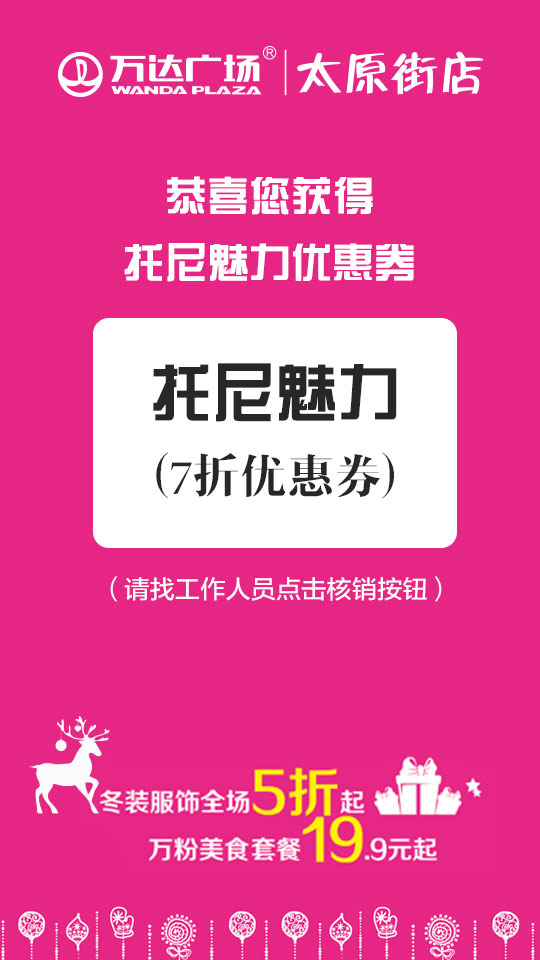 万达广场® 太原街店
WANDA PLAZA
恭喜您获得
托尼魅力优惠券
托尼魅力
(7折优惠券)
（请找工作人员点击核销按钮）
冬装服饰全场5折起
万粉美食套餐19.9元起